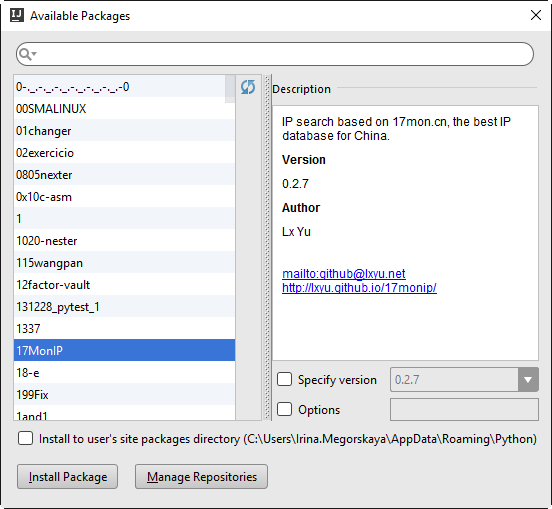 IJ Available Packages
0-._.-._.-._.-._.-._.-._.-0
00SMALINUX
01changer
02exercicio
0805nexter
0x10c-asm
1
1020-nester
115wangpan
12factor-vault
131228_pytest_1
1337
17MonIP
18-e
199Fix
1and1
Description
IP search based on 17mon.cn, the best IP
database for China.
Version
0.2.7
Author
Lx Yu
mailto:github@lxyu.net
http://lxyu.github.io/17monip/
Specify version 0.2.7
Options
Install to user's site packages directory (C:\Users\Irina.Megorskaya\AppData\Roaming\Python)
Install Package Manage Repositories